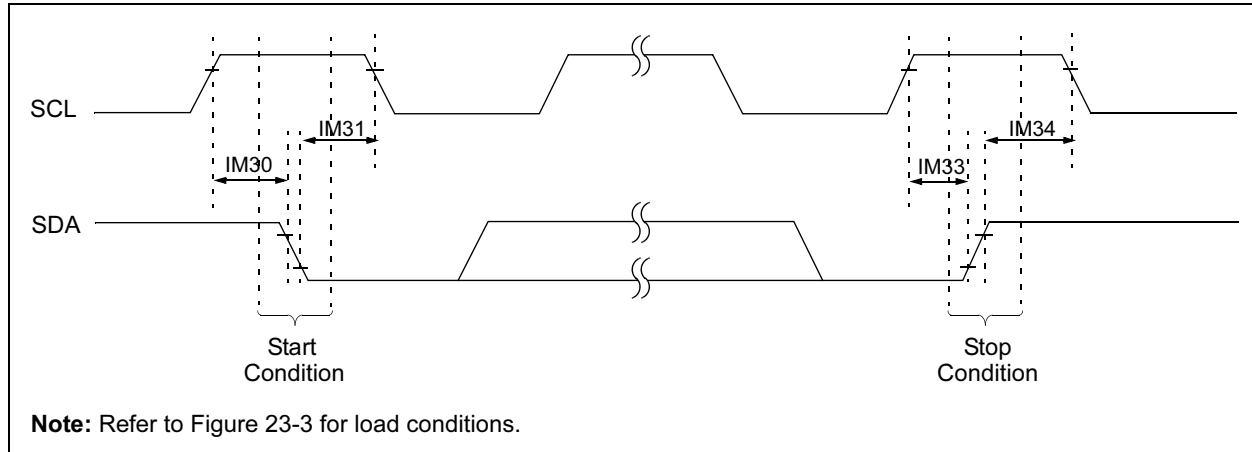 SCL
IM31
IM34
IM30
IM33
SDA
Start
Condition
Stop
Condition
Note: Refer to Figure 23-3 for load conditions.